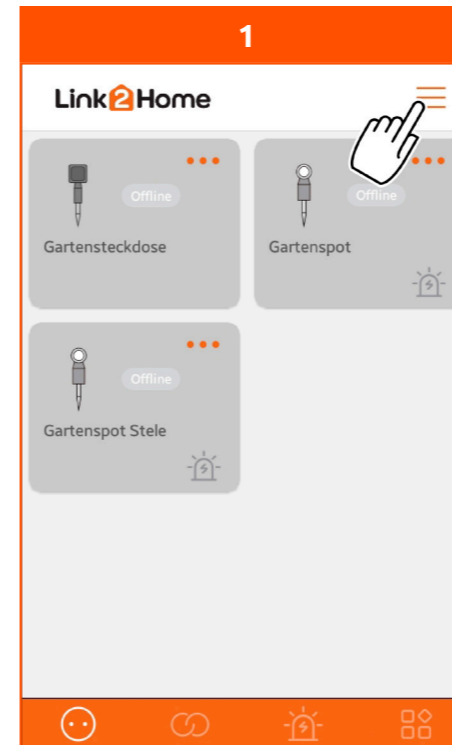 1
Link2Home
Offline
Gartensteckdose
Offline
Gartenspot
Offline
Gartenspot Stele